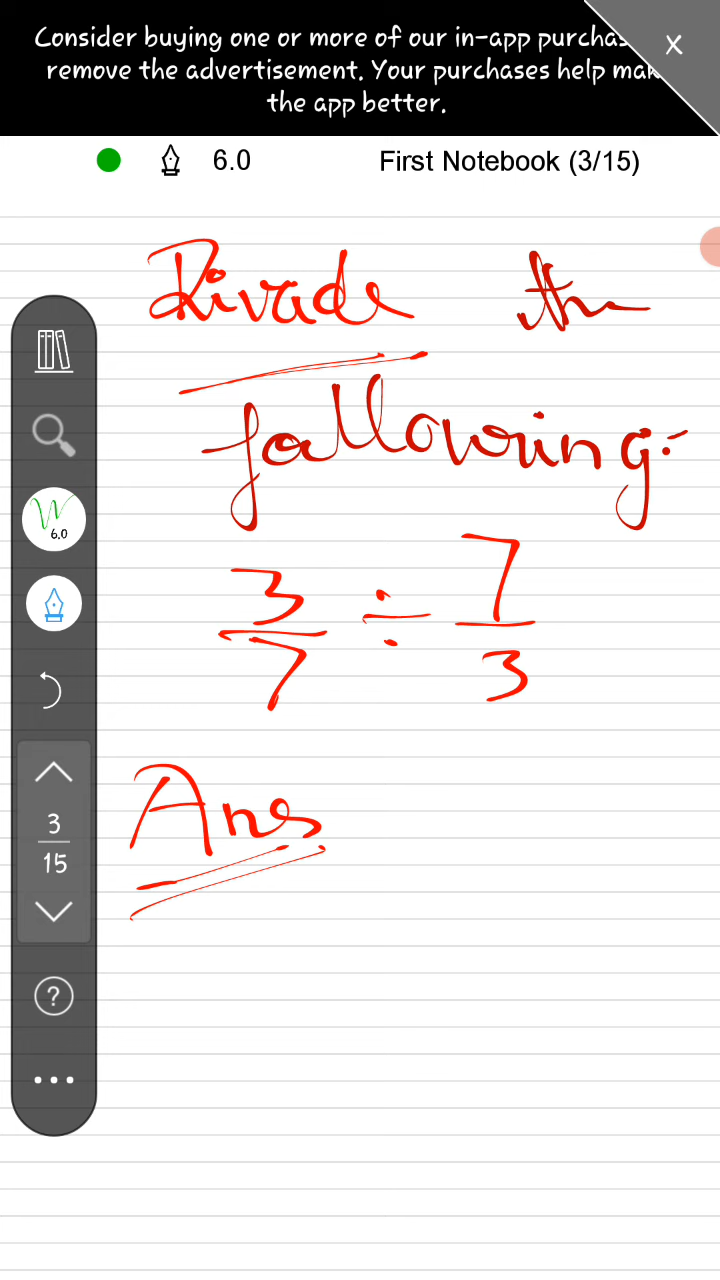 Consider buying one or more of our in-app purchas
remove the advertisement. Your purchases help mak
the app better.
X
6.0 First Notebook (3/15)
Divade the
following:-
3/7 ÷ 7/3
Ans.
W
6.0
3
15
?